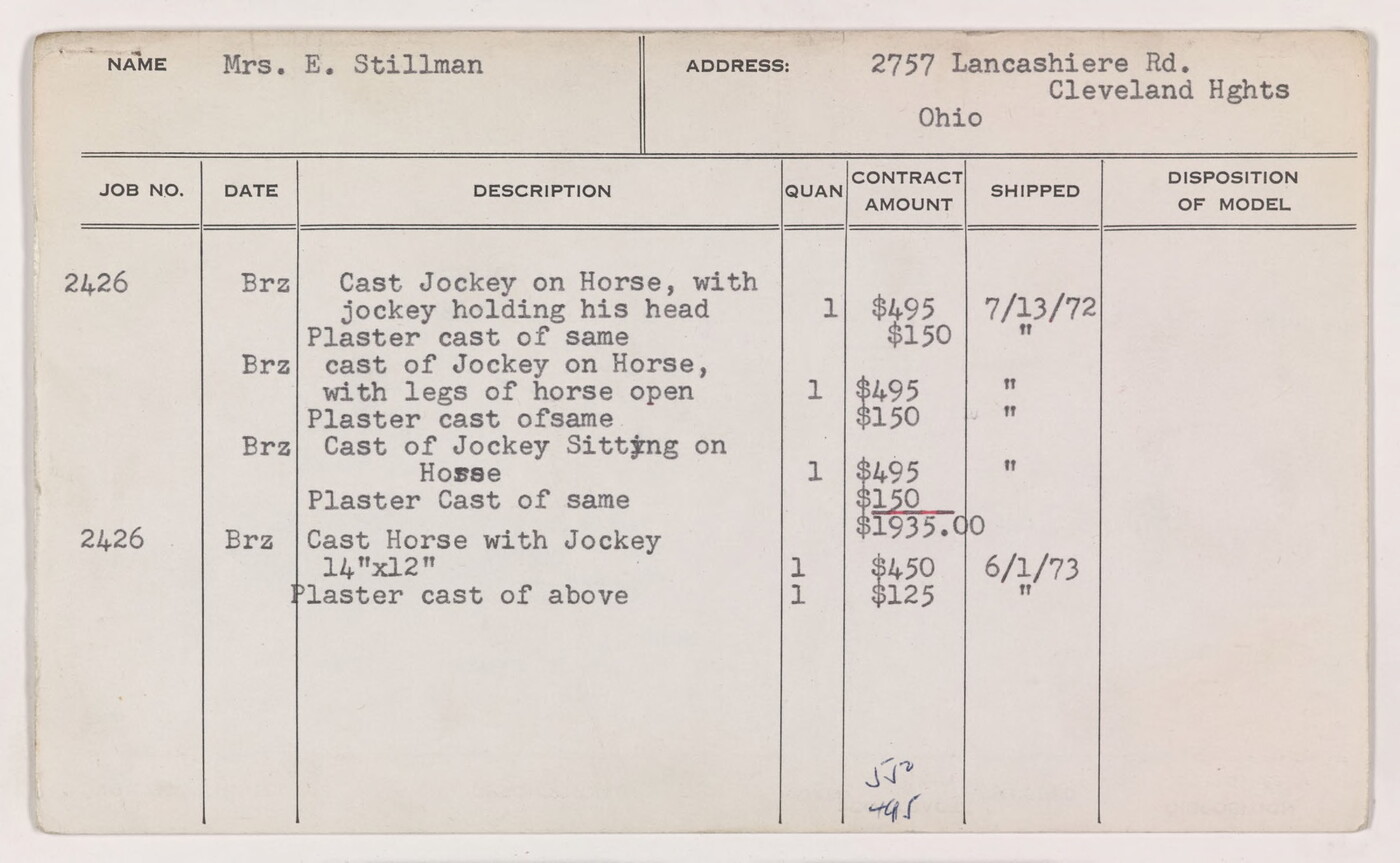 NAME Mrs. E. Stillman ADDRESS: 2757 Lancashiere Rd.
Cleveland Hghts
Ohio
JOB NO. DATE DESCRIPTION QUAN CONTRACT AMOUNT SHIPPED DISPOSITION OF MODEL
2426 Brz Cast Jockey on Horse, with
jockey holding his head 1 $495 7/13/72
Plaster cast of same $150 "
Brz cast of Jockey on Horse,
with legs of horse open 1 $495 "
Plaster cast ofsame $150 "
Brz Cast of Jockey Sitting on
Horse 1 $495 "
Plaster Cast of same $150
$1935.00
2426 Brz Cast Horse with Jockey
14"x12" 1 $450 6/1/73
Plaster cast of above 1 $125 "
550
495